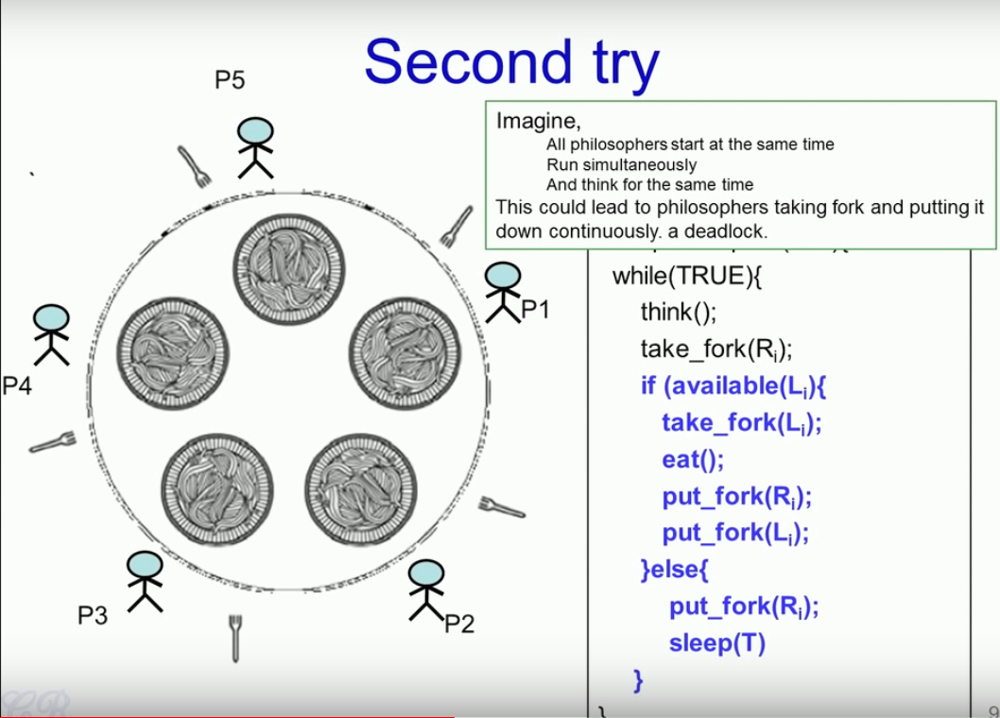 Second try
P5
Imagine,
All philosophers start at the same time
Run simultaneously
And think for the same time
This could lead to philosophers taking fork and putting it
down continuously. a deadlock.
while(TRUE){
P1
think();
take_fork(Rᵢ);
P4
if (available(Lᵢ){
take_fork(Lᵢ);
eat();
put_fork(Rᵢ);
put_fork(Lᵢ);
}else{
P3
put_fork(Rᵢ);
P2
sleep(T)
}
}
9